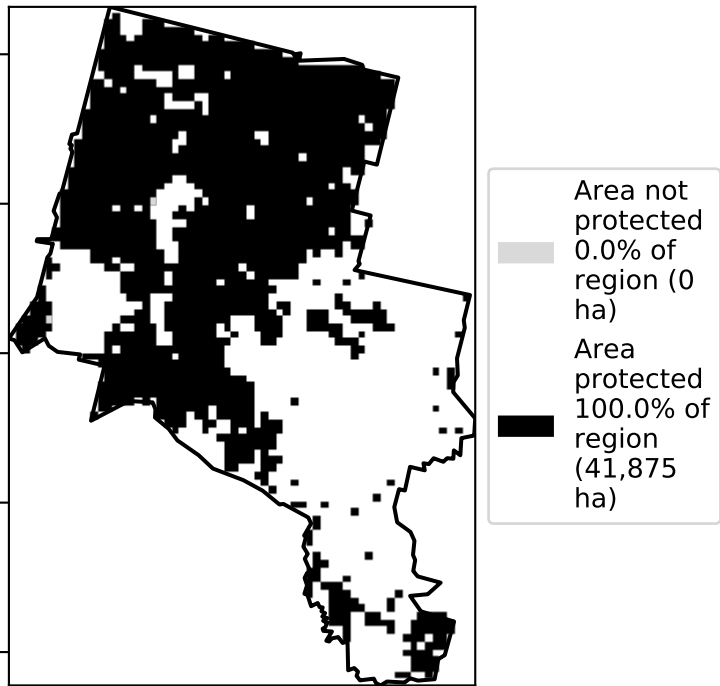 Area not
protected
0.0% of
region (0
ha)
Area
protected
100.0% of
region
(41,875
ha)